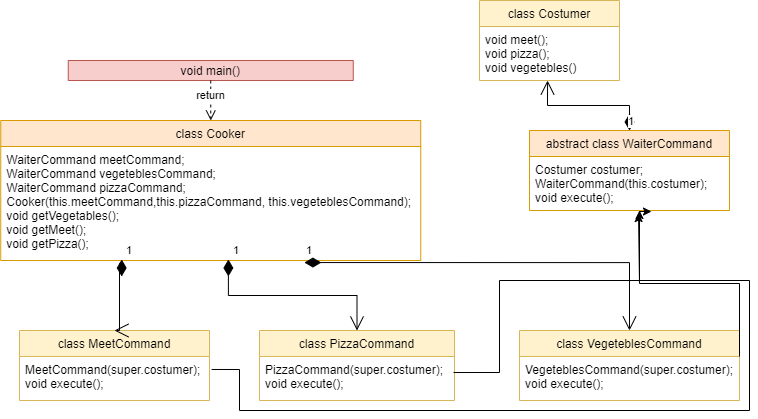 class Costumer
void meet();
void pizza();
void vegetebles()
void main()
return
class Cooker
WaiterCommand meetCommand;
WaiterCommand vegeteblesCommand;
WaiterCommand pizzaCommand;
Cooker(this.meetCommand,this.pizzaCommand, this.vegeteblesCommand);
void getVegetables();
void getMeet();
void getPizza();
1
1
1
1
abstract class WaiterCommand
Costumer costumer;
WaiterCommand(this.costumer);
void execute();
class MeetCommand
MeetCommand(super.costumer);
void execute();
class PizzaCommand
PizzaCommand(super.costumer);
void execute();
class VegeteblesCommand
VegeteblesCommand(super.costumer);
void execute();